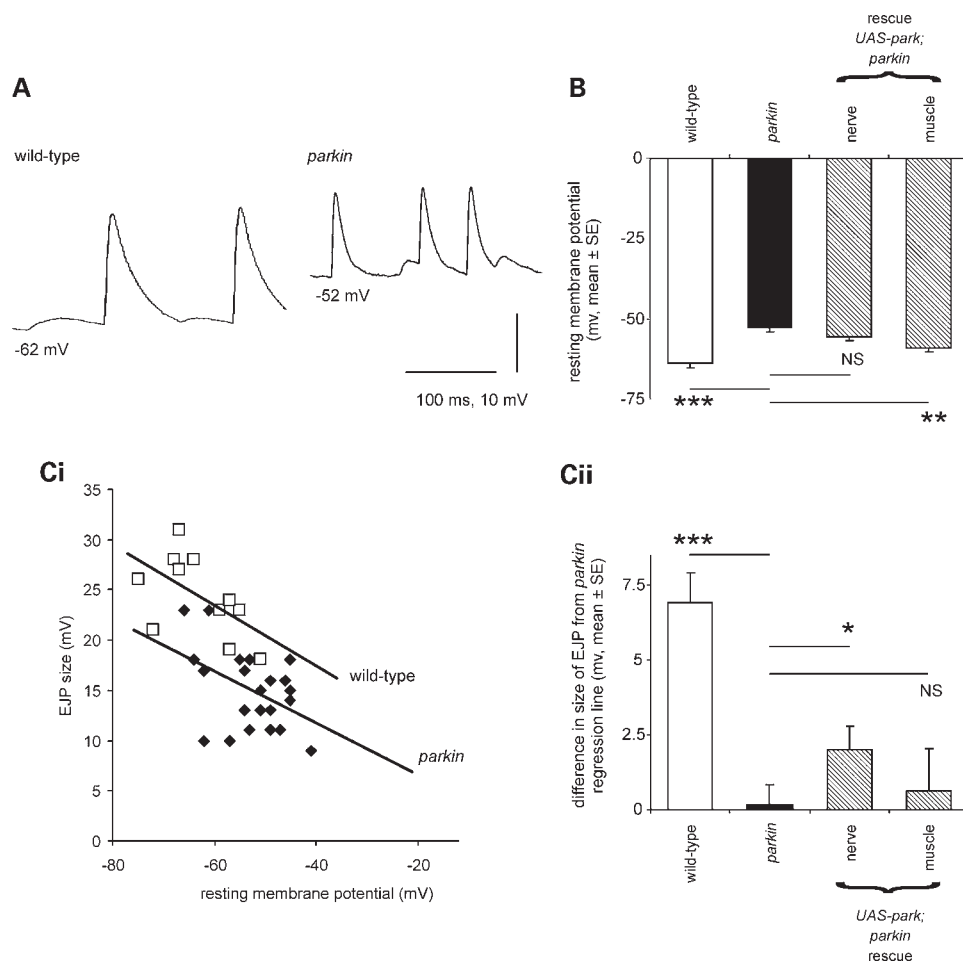 A
wild-type
parkin
-62 mV
-52 mV
100 ms, 10 mV
B
rescue
UAS-park;
parkin
wild-type
parkin
nerve
muscle
resting membrane potential
(mv, mean ± SE)
0
-25
-50
-75
NS
***
**
Ci
EJP size (mV)
35
30
25
20
15
10
5
0
-80
-60
-40
-20
resting membrane potential (mV)
wild-type
parkin
Cii
difference in size of EJP from parkin
regression line (mv, mean ± SE)
7.5
5
2.5
0
***
*
NS
wild-type
parkin
nerve
muscle
UAS-park;
parkin
rescue